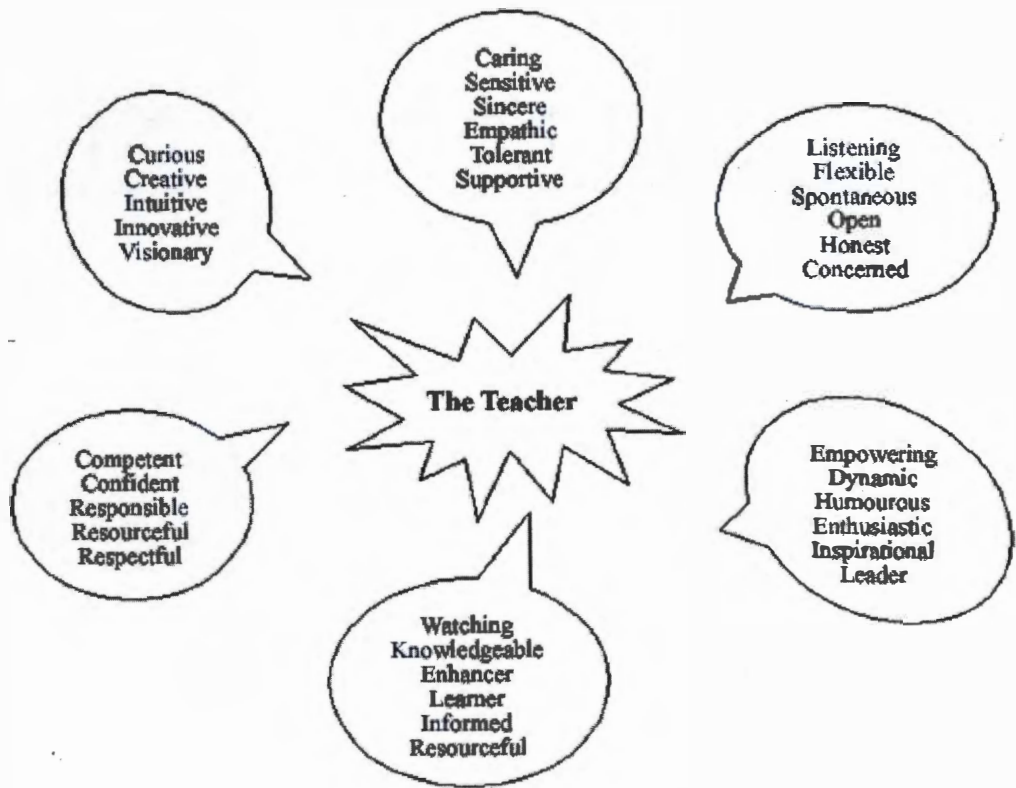 Caring
Sensitive
Sincere
Empathic
Tolerant
Supportive
Curious
Creative
Intuitive
Innovative
Visionary
Listening
Flexible
Spontaneous
Open
Honest
Concerned
The Teacher
Competent
Confident
Responsible
Resourceful
Respectful
Empowering
Dynamic
Humourous
Enthusiastic
Inspirational
Leader
Watching
Knowledgeable
Enhancer
Learner
Informed
Resourceful